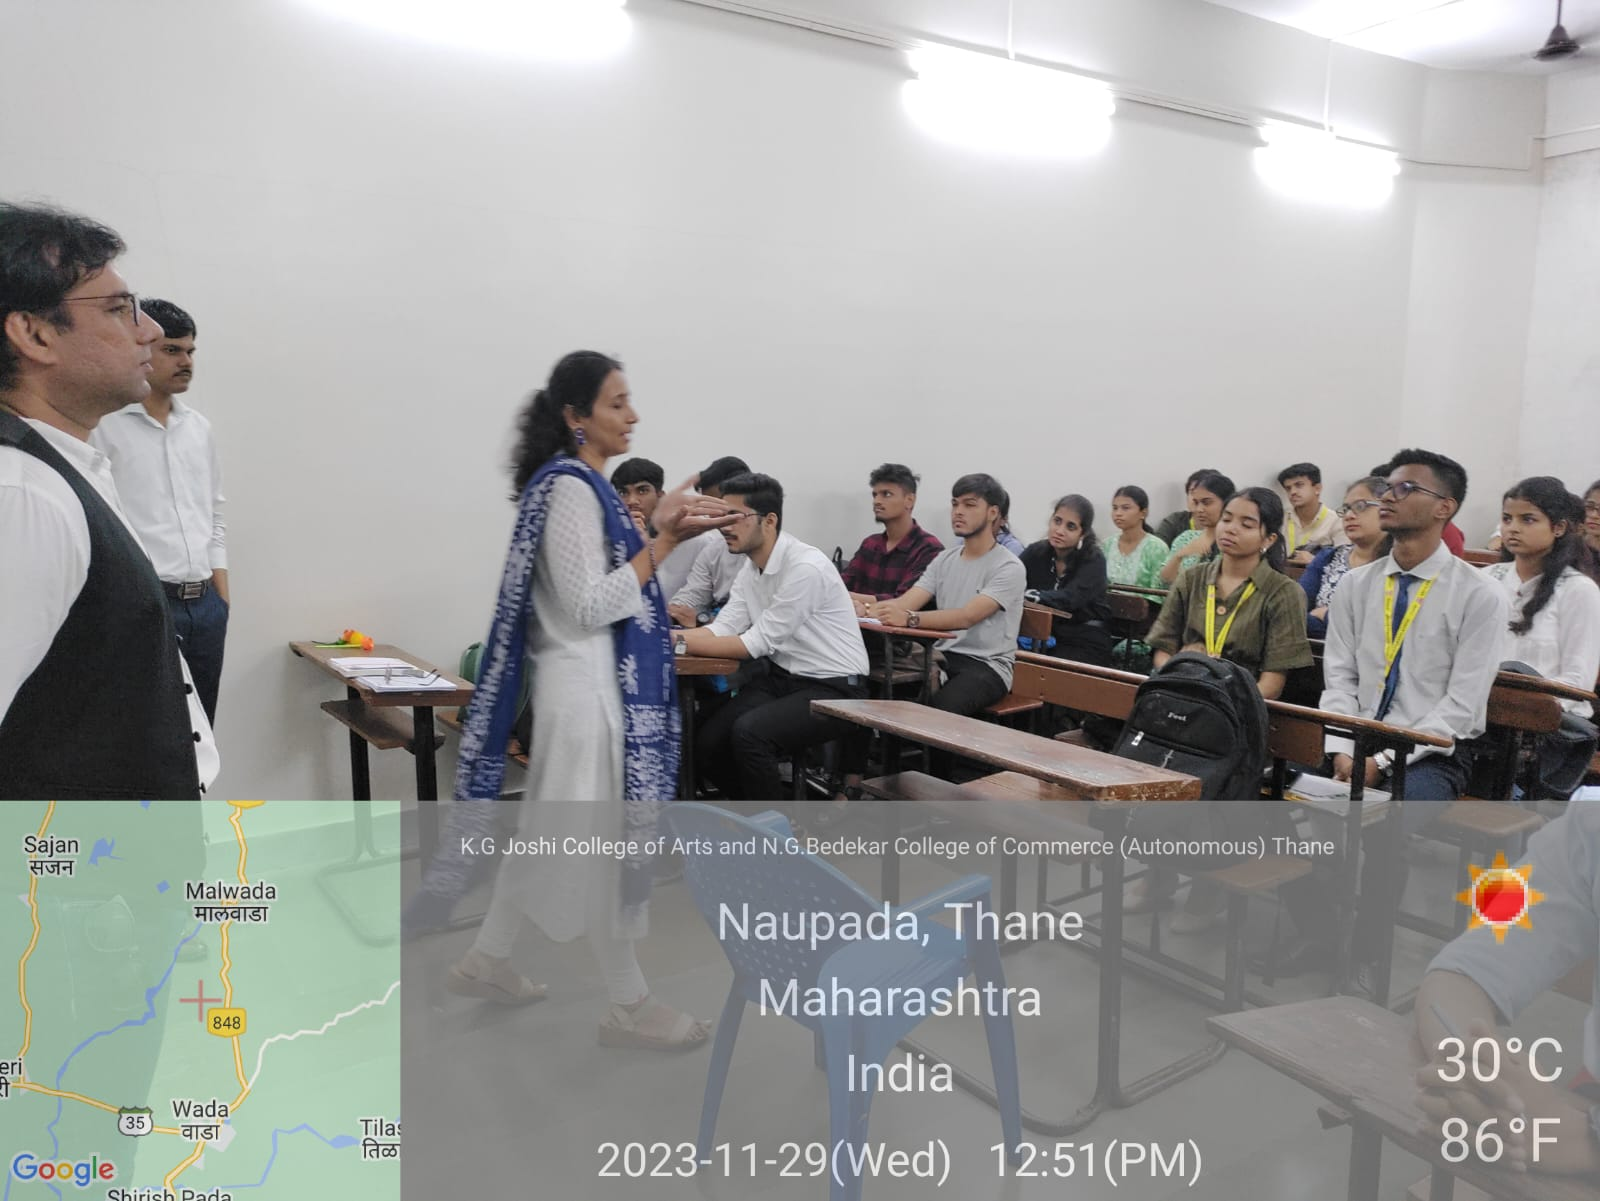 K.G Joshi College of Arts and N.G.Bedekar College of Commerce (Autonomous) Thane
Naupada, Thane
Maharashtra
India
2023-11-29(Wed) 12:51(PM)
30°C
86°F
Sajan
सजन
Malwada
मालवाडा
848
35
Wada
वाडा
Google
Shirish Pada